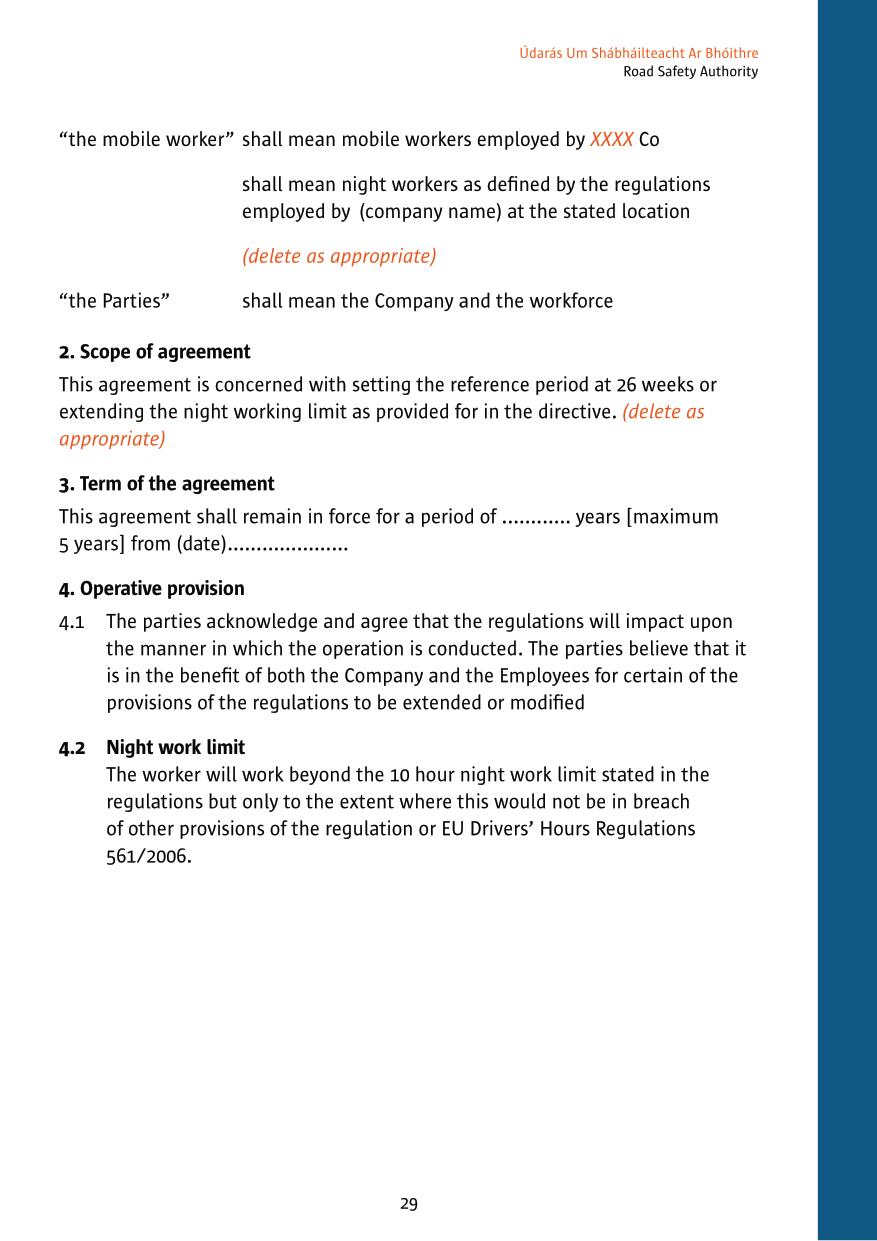 Údarás Um Shábháilteacht Ar Bhóithre
Road Safety Authority
“the mobile worker” shall mean mobile workers employed by XXXX Co
shall mean night workers as defined by the regulations
employed by (company name) at the stated location
(delete as appropriate)
“the Parties” shall mean the Company and the workforce
2. Scope of agreement
This agreement is concerned with setting the reference period at 26 weeks or
extending the night working limit as provided for in the directive. (delete as
appropriate)
3. Term of the agreement
This agreement shall remain in force for a period of ............ years [maximum
5 years] from (date).....................
4. Operative provision
4.1 The parties acknowledge and agree that the regulations will impact upon
the manner in which the operation is conducted. The parties believe that it
is in the benefit of both the Company and the Employees for certain of the
provisions of the regulations to be extended or modified
4.2 Night work limit
The worker will work beyond the 10 hour night work limit stated in the
regulations but only to the extent where this would not be in breach
of other provisions of the regulation or EU Drivers’ Hours Regulations
561/2006.
29